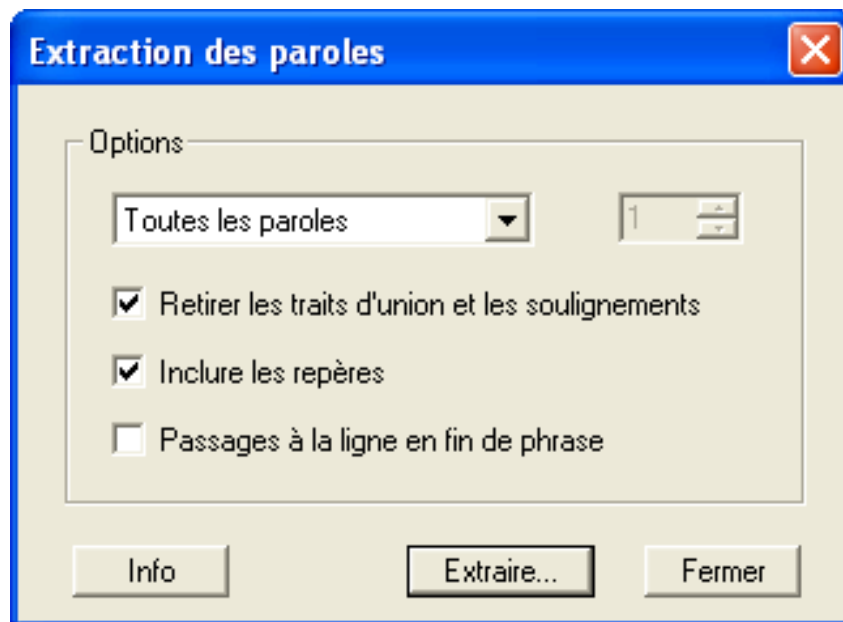 Extraction des paroles
Options
Toutes les paroles 1
Retirer les traits d'union et les soulignements
Inclure les repères
Passages à la ligne en fin de phrase
Info Extraire... Fermer